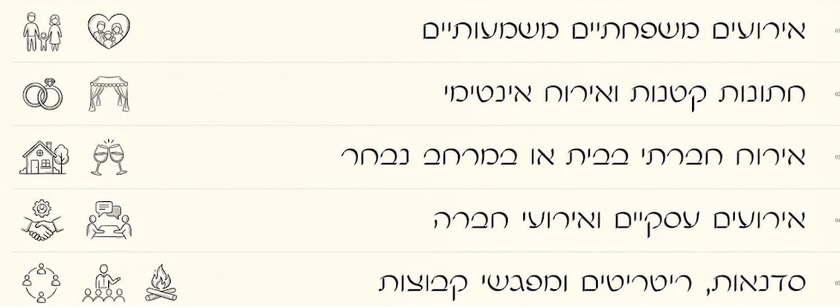 אירועים משפחתיים משמעותיים
חתונות קטנות ואירוח אינטימי
אירוח חברתי בבית או במרחב נבחר
אירועים עסקיים ואירועי חברה
סדנאות, ריטריטים ומפגשי קבוצות